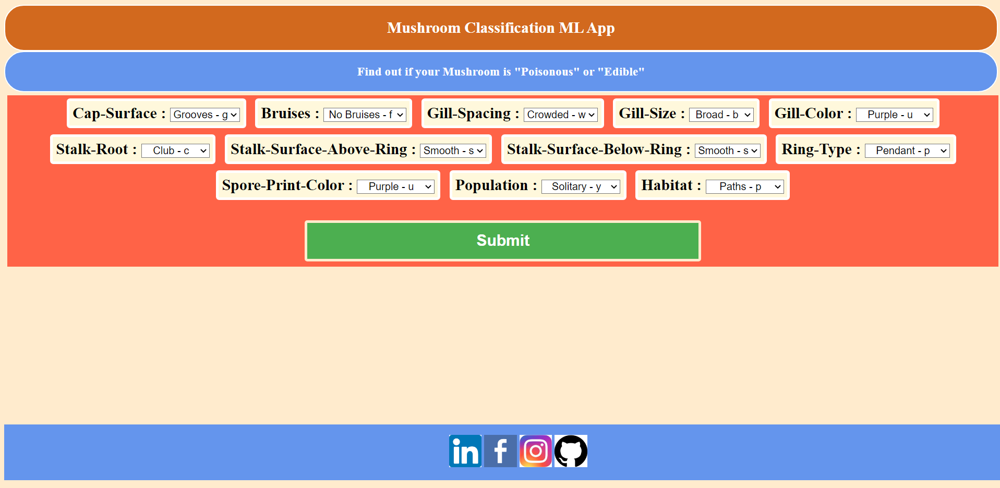 Mushroom Classification ML App
Find out if your Mushroom is "Poisonous" or "Edible"
Cap-Surface : Grooves - g Bruises : No Bruises - f Gill-Spacing : Crowded - w Gill-Size : Broad - b Gill-Color : Purple - u
Stalk-Root : Club - c Stalk-Surface-Above-Ring : Smooth - s Stalk-Surface-Below-Ring : Smooth - s Ring-Type : Pendant - p
Spore-Print-Color : Purple - u Population : Solitary - y Habitat : Paths - p
Submit
in f